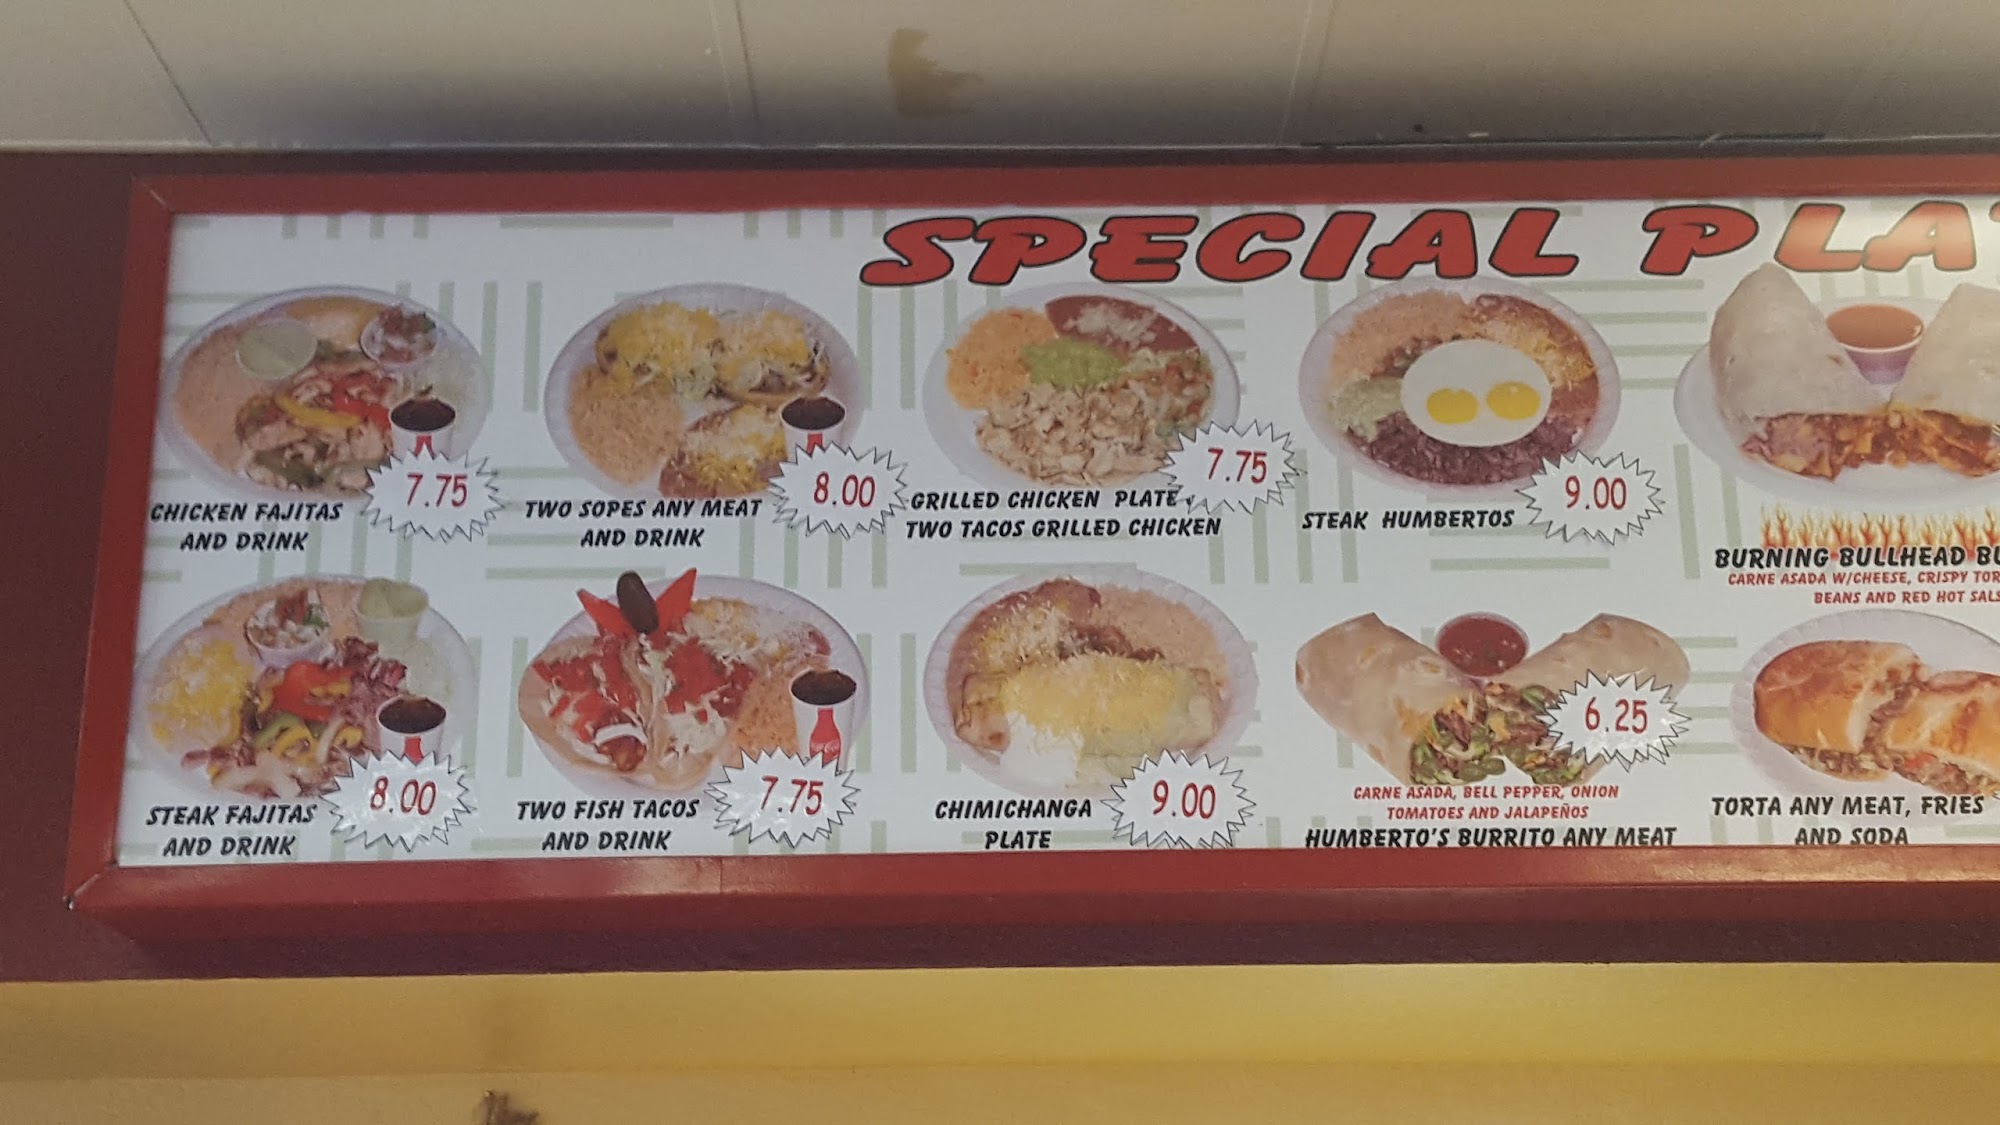 SPECIAL
CHICKEN FAJITAS
AND DRINK
7.75
TWO SOPES ANY MEAT
AND DRINK
8.00
GRILLED CHICKEN PLATE
TWO TACOS GRILLED CHICKEN
7.75
STEAK HUMBERTOS
9.00
BURNING BULLHEAD
CARNE ASADA W/CHEESE, CRISPY
BEANS AND RED HOT
STEAK FAJITAS
AND DRINK
8.00
TWO FISH TACOS
AND DRINK
7.75
CHIMICHANGA
PLATE
9.00
6.25
CARNE ASADA, BELL PEPPER, ONION
TOMATOES AND JALAPEÑOS
HUMBERTO'S BURRITO ANY MEAT
TORTA ANY MEAT, FRIES
AND SODA